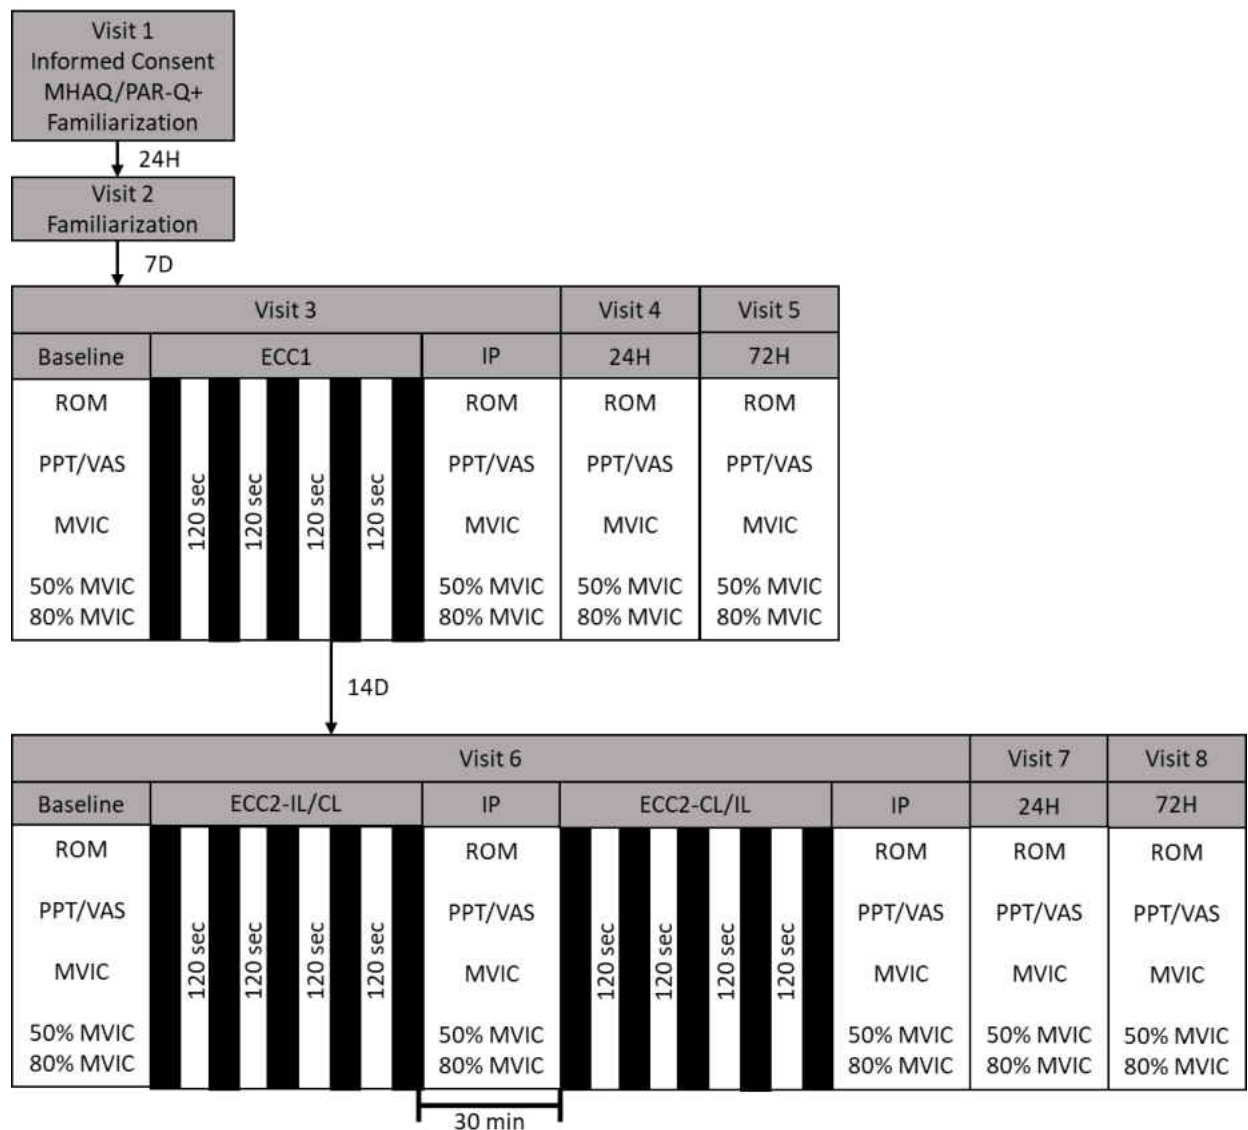 Visit 1
Informed Consent
MHAQ/PAR-Q+
Familiarization
24H
Visit 2
Familiarization
7D
Visit 3 Visit 4 Visit 5
Baseline ECC1 IP 24H 72H
ROM ROM ROM ROM
PPT/VAS PPT/VAS PPT/VAS PPT/VAS
120 sec 120 sec 120 sec 120 sec
MVIC MVIC MVIC MVIC
50% MVIC 50% MVIC 50% MVIC 50% MVIC
80% MVIC 80% MVIC 80% MVIC 80% MVIC
14D
Visit 6 Visit 7 Visit 8
Baseline ECC2-IL/CL IP ECC2-CL/IL IP 24H 72H
ROM ROM ROM ROM ROM
PPT/VAS PPT/VAS PPT/VAS PPT/VAS PPT/VAS
120 sec 120 sec 120 sec 120 sec 120 sec 120 sec 120 sec 120 sec
MVIC MVIC MVIC MVIC MVIC
50% MVIC 50% MVIC 50% MVIC 50% MVIC 50% MVIC
80% MVIC 80% MVIC 80% MVIC 80% MVIC 80% MVIC
30 min